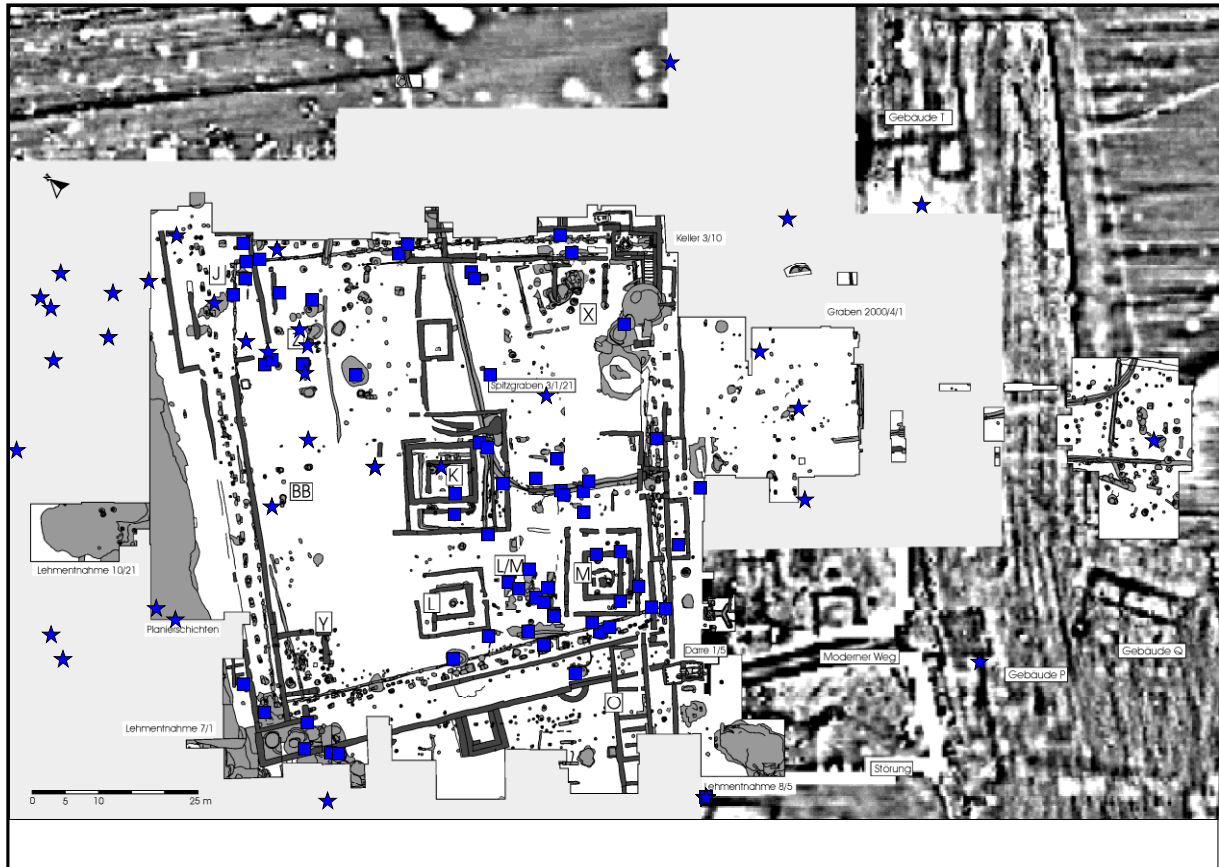 Gebäude T
Keller 3/10
J
X
Graben 2000/4/1
Z
Spitzgraben 3/1/21
K
BB
Lehmentnahme 10/21
L/M
M
L
Y
Planierschichten
Darre 1/5
Moderner Weg
Gebäude Q
Gebäude P
O
Lehmentnahme 7/1
Störung
Lehmentnahme 8/5
0 5 10 25 m